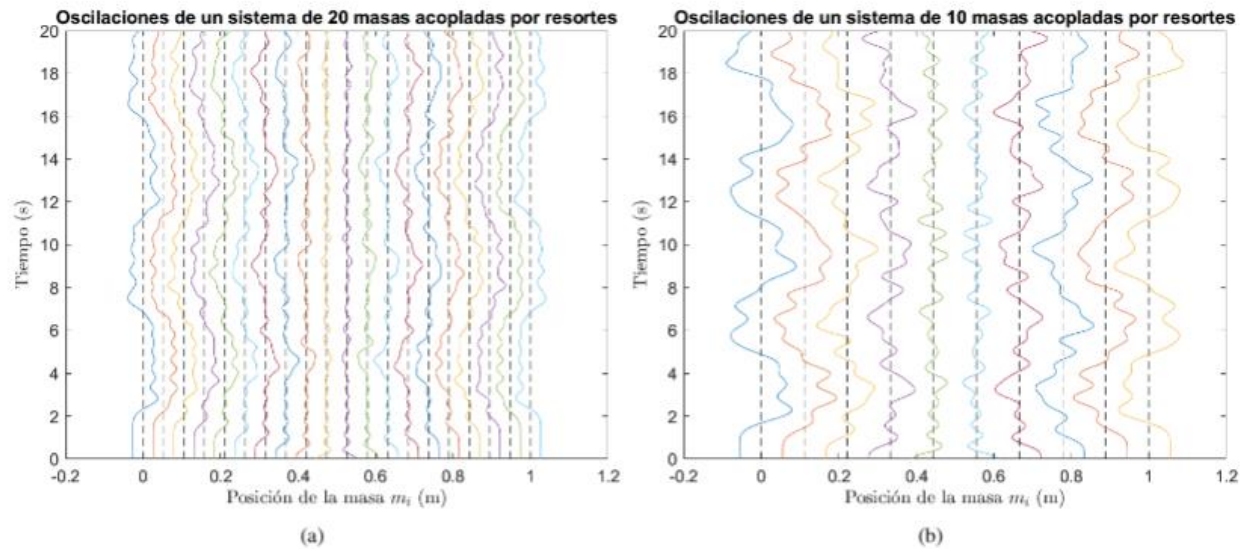 Oscilaciones de un sistema de 20 masas acopladas por resortes
20
18
16
14
12
10
8
6
4
2
0
Tiempo (s)
-0.2 0 0.2 0.4 0.6 0.8 1 1.2
Posición de la masa mᵢ (m)
(a)
Oscilaciones de un sistema de 10 masas acopladas por resortes
20
18
16
14
12
10
8
6
4
2
0
Tiempo (s)
-0.2 0 0.2 0.4 0.6 0.8 1 1.2
Posición de la masa mᵢ (m)
(b)